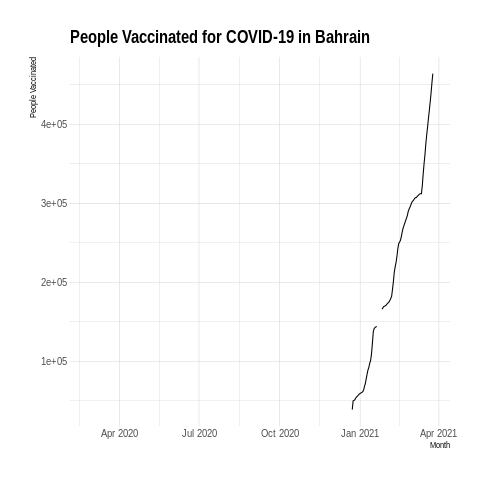 People Vaccinated for COVID-19 in Bahrain
People Vaccinated
4e+05
3e+05
2e+05
1e+05
Apr 2020 Jul 2020 Oct 2020 Jan 2021 Apr 2021
Month